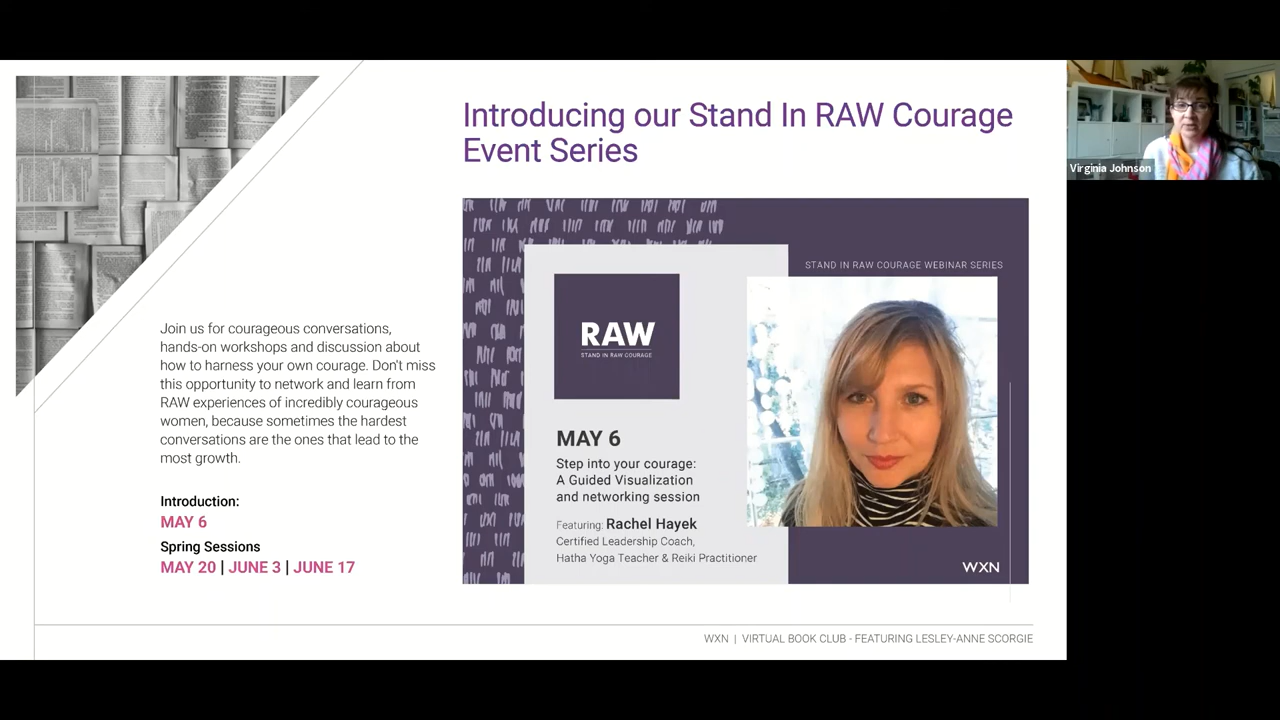 Introducing our Stand In RAW Courage
Event Series
Virginia Johnson
Join us for courageous conversations,
hands-on workshops and discussion about
how to harness your own courage. Don't miss
this opportunity to network and learn from
RAW experiences of incredibly courageous
women, because sometimes the hardest
conversations are the ones that lead to the
most growth.
Introduction:
MAY 6
Spring Sessions
MAY 20 | JUNE 3 | JUNE 17
STAND IN RAW COURAGE WEBINAR SERIES
RAW
STAND IN RAW COURAGE
MAY 6
Step into your courage:
A Guided Visualization
and networking session
Featuring: Rachel Hayek
Certified Leadership Coach,
Hatha Yoga Teacher & Reiki Practitioner
WXN
WXN | VIRTUAL BOOK CLUB - FEATURING LESLEY-ANNE SCORGIE